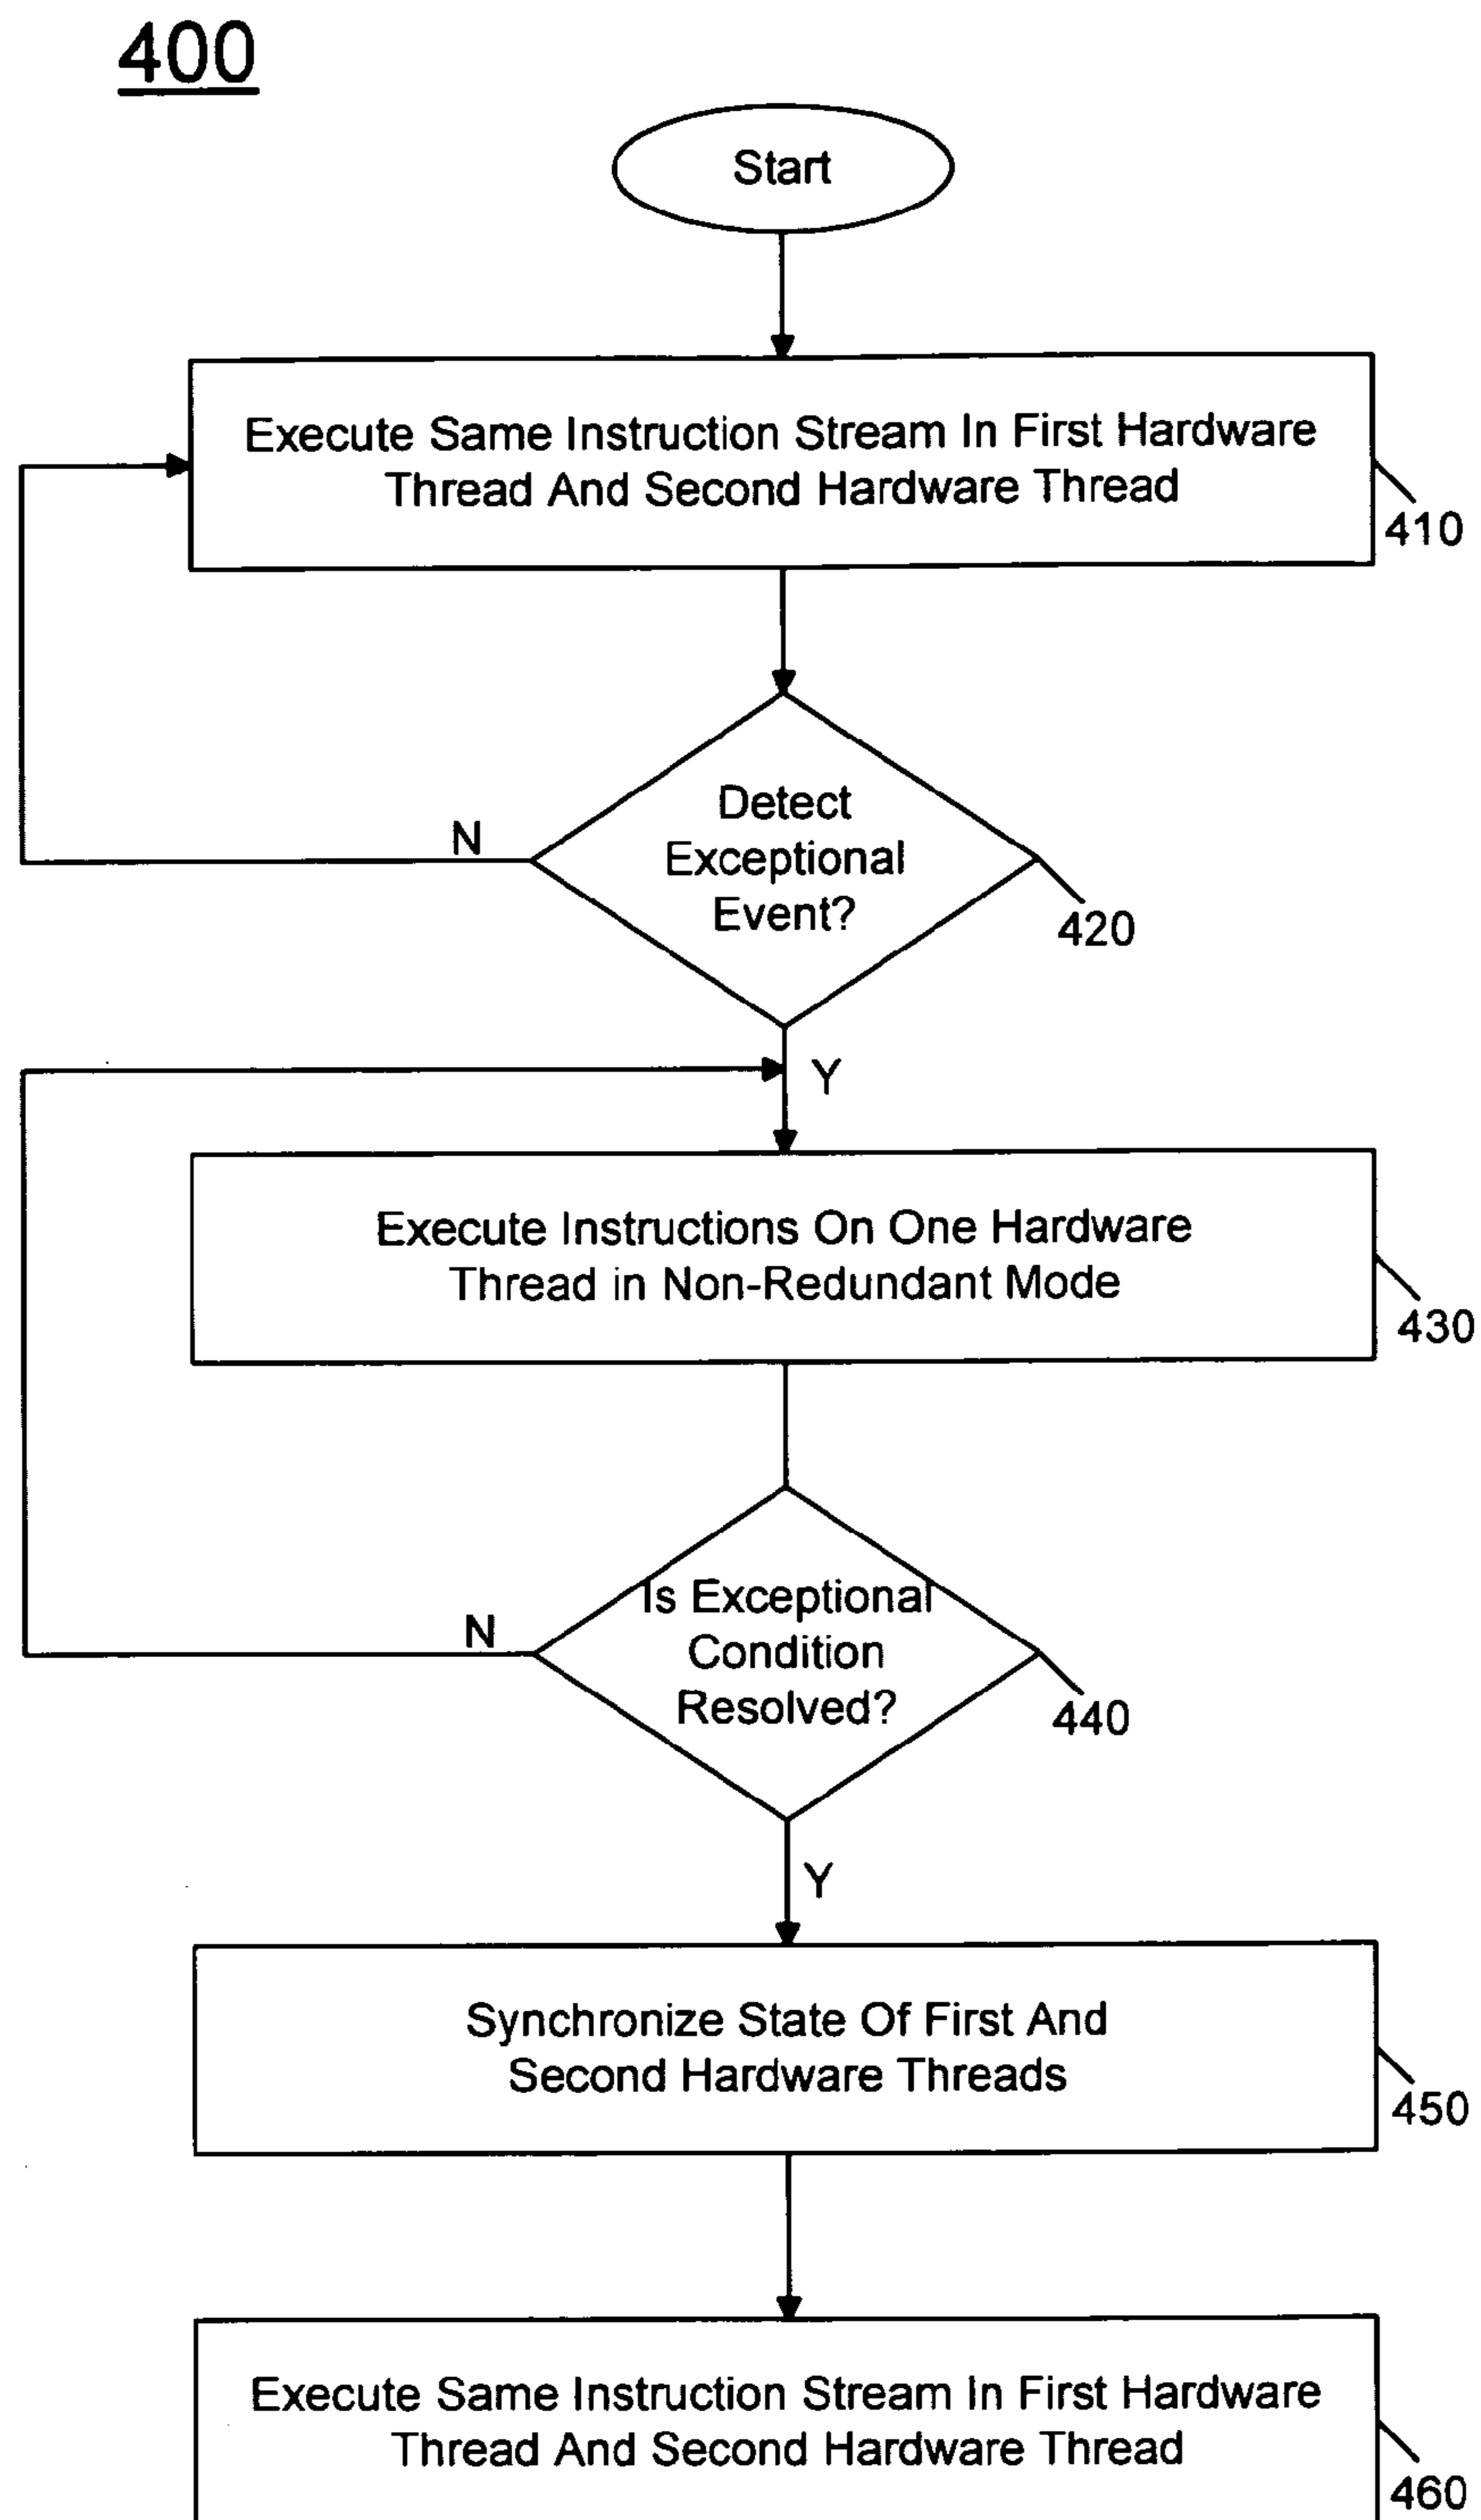 400
Start
Execute Same Instruction Stream In First Hardware
Thread And Second Hardware Thread
410
Detect
Exceptional
Event?
N
420
Y
Execute Instructions On One Hardware
Thread in Non-Redundant Mode
430
Is Exceptional
Condition
Resolved?
N
440
Y
Synchronize State Of First And
Second Hardware Threads
450
Execute Same Instruction Stream In First Hardware
Thread And Second Hardware Thread
460